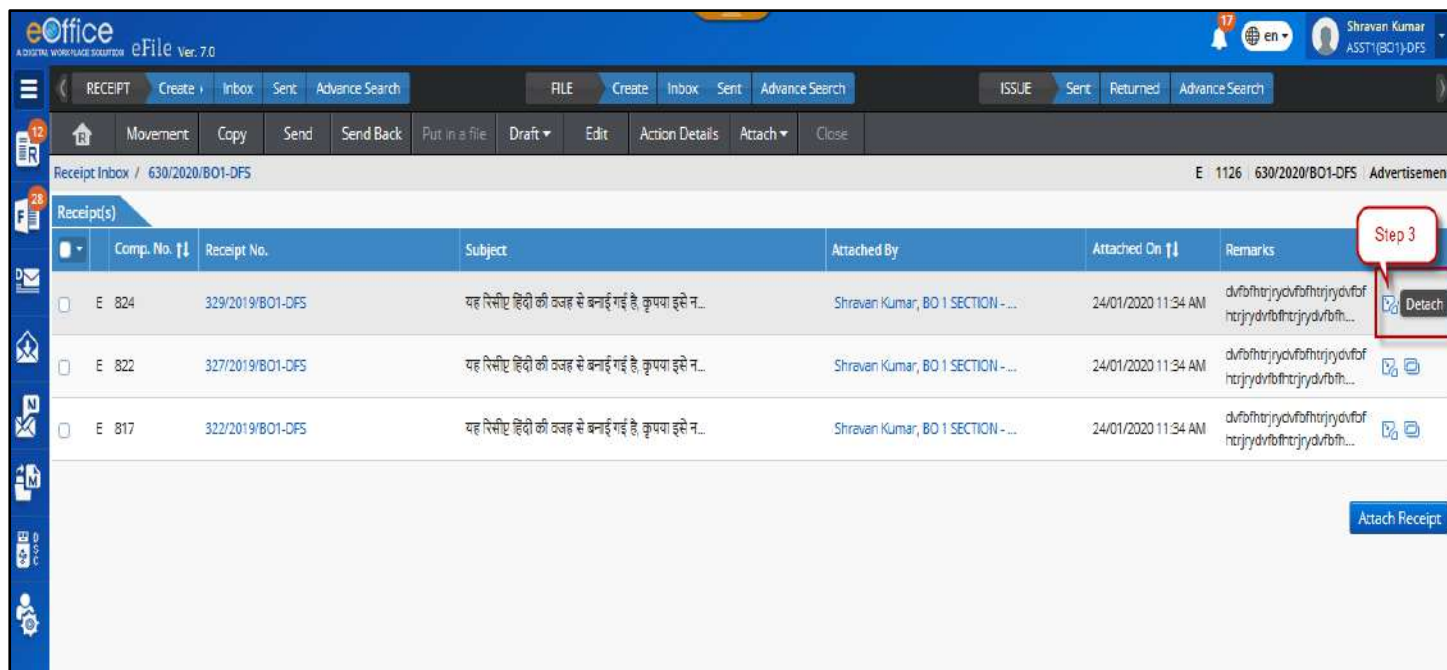 eOffice
A DIGITAL WORKPLACE SOLUTION eFile Ver. 7.0
17
en
Shravan Kumar
ASST1(BO1)-DFS
RECEIPT Create Inbox Sent Advance Search FILE Create Inbox Sent Advance Search ISSUE Sent Returned Advance Search
12
R
Movement Copy Send Send Back Put in a file Draft Edit Action Details Attach Close
Receipt Inbox / 630/2020/BO1-DFS E 1126 630/2020/BO1-DFS Advertisemen
28
F
Receipt(s)
Step 3
Comp. No. Receipt No. Subject Attached By Attached On Remarks
D
E 824 329/2019/BO1-DFS यह रिसीप्ट हिंदी की वजह से बनाई गई है, कृपया इसे न... Shravan Kumar, BO 1 SECTION - ... 24/01/2020 11:34 AM dvfbfhtrjrydvfbfhtrjrydvfbf
htrjrydvfbfhtrjrydvfbfh...
Detach
E 822 327/2019/BO1-DFS यह रिसीप्ट हिंदी की वजह से बनाई गई है, कृपया इसे न... Shravan Kumar, BO 1 SECTION - ... 24/01/2020 11:34 AM dvfbfhtrjrydvfbfhtrjrydvfbf
htrjrydvfbfhtrjrydvfbfh...
N
E 817 322/2019/BO1-DFS यह रिसीप्ट हिंदी की वजह से बनाई गई है, कृपया इसे न... Shravan Kumar, BO 1 SECTION - ... 24/01/2020 11:34 AM dvfbfhtrjrydvfbfhtrjrydvfbf
htrjrydvfbfhtrjrydvfbfh...
M
Attach Receipt
DSC